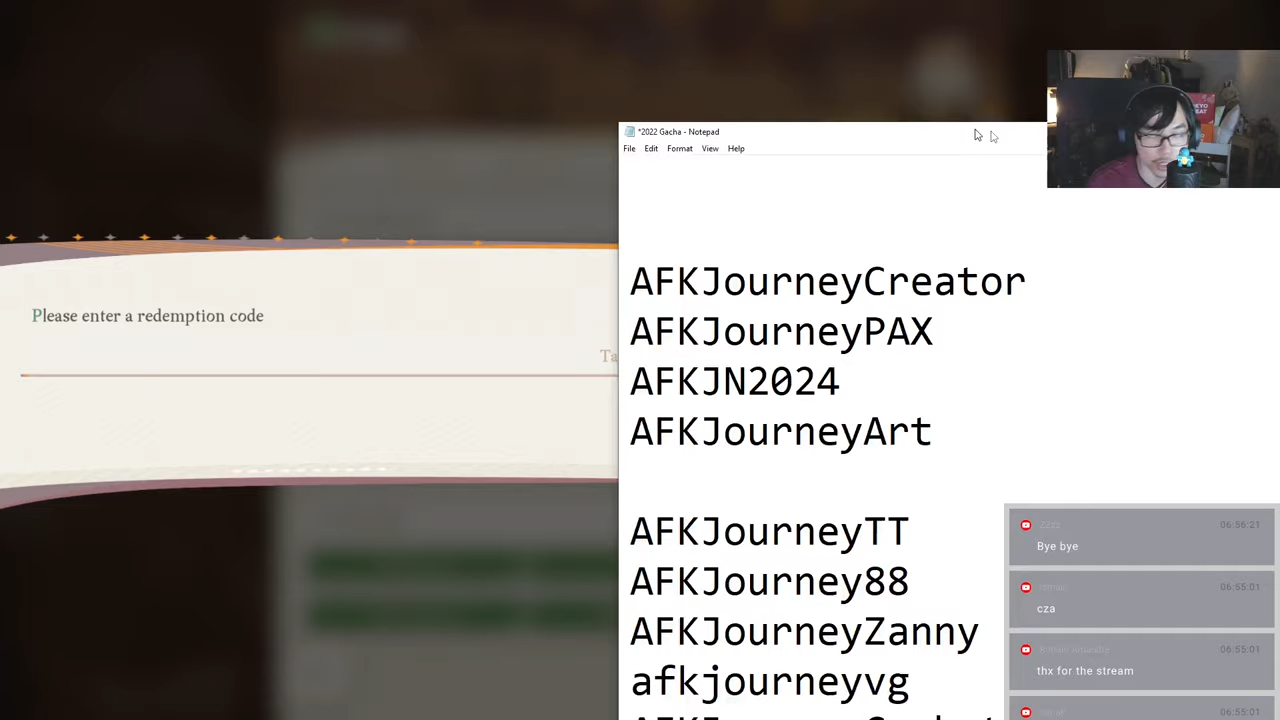 *2022 Gacha - Notepad
File Edit Format View Help
Please enter a redemption code
AFKJourneyCreator
AFKJourneyPAX
AFKJN2024
AFKJourneyArt
AFKJourneyTT
AFKJourney88
AFKJourneyZanny
afkjourneyvg
06:56:21
Bye bye
06:55:01
cza
06:55:01
thx for the stream
06:55:01